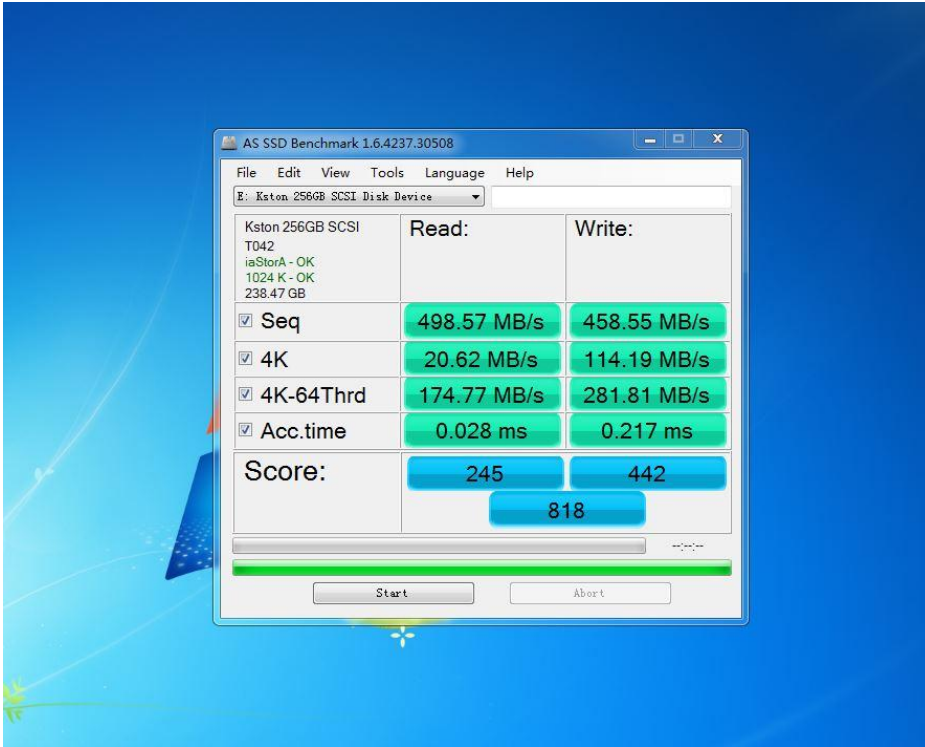 AS SSD Benchmark 1.6.4237.30508
File Edit View Tools Language Help
E: Kston 256GB SCSI Disk Device
Kston 256GB SCSI
T042
iaStorA - OK
1024 K - OK
238.47 GB
Read: Write:
Seq 498.57 MB/s 458.55 MB/s
4K 20.62 MB/s 114.19 MB/s
4K-64Thrd 174.77 MB/s 281.81 MB/s
Acc.time 0.028 ms 0.217 ms
Score: 245 442
818
--:--:--
Start Abort